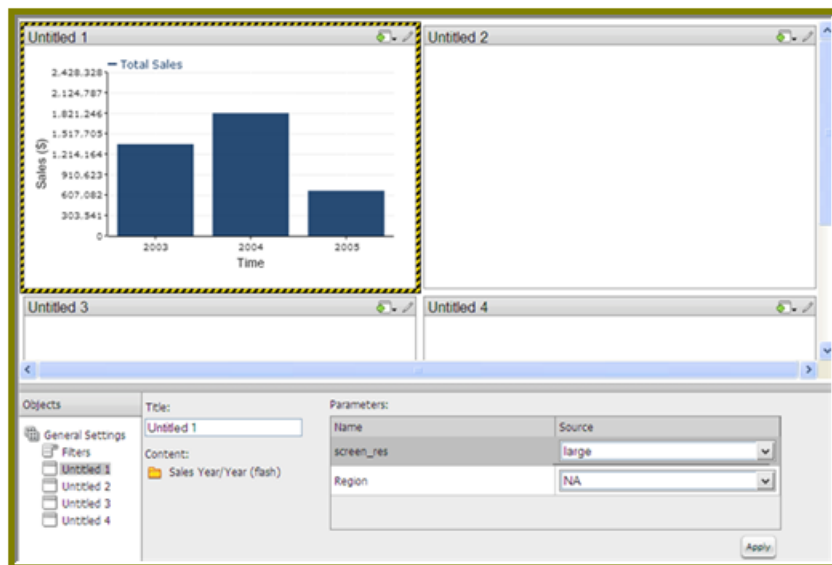 Untitled 1
Untitled 2
Total Sales
2.428.328
2.124.787
1.821.246
1.517.705
1.214.164
910.623
607.082
303.541
0
Sales ($)
2003 2004 2005
Time
Untitled 3
Untitled 4
Objects
General Settings
Filters
Untitled 1
Untitled 2
Untitled 3
Untitled 4
Title:
Untitled 1
Content:
Sales Year/Year (flash)
Parameters:
Name Source
screen_res large
Region NA
Apply